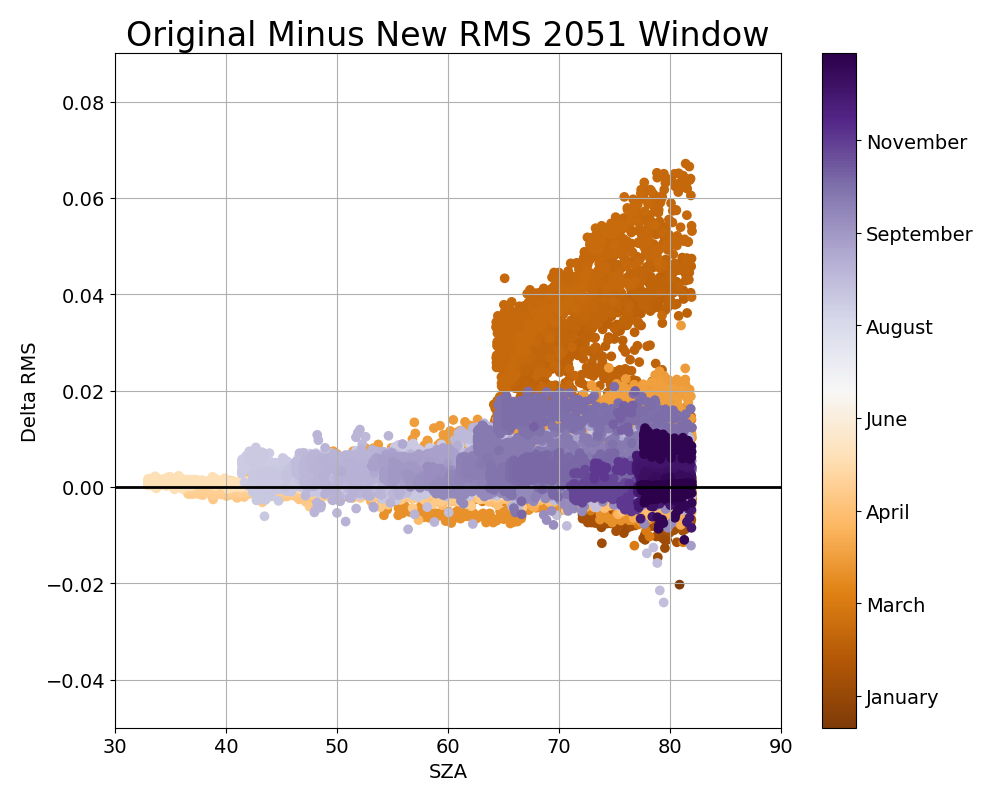 Original Minus New RMS 2051 Window
0.08
0.06
0.04
0.02
0.00
−0.02
−0.04
Delta RMS
30 40 50 60 70 80 90
SZA
November
September
August
June
April
March
January